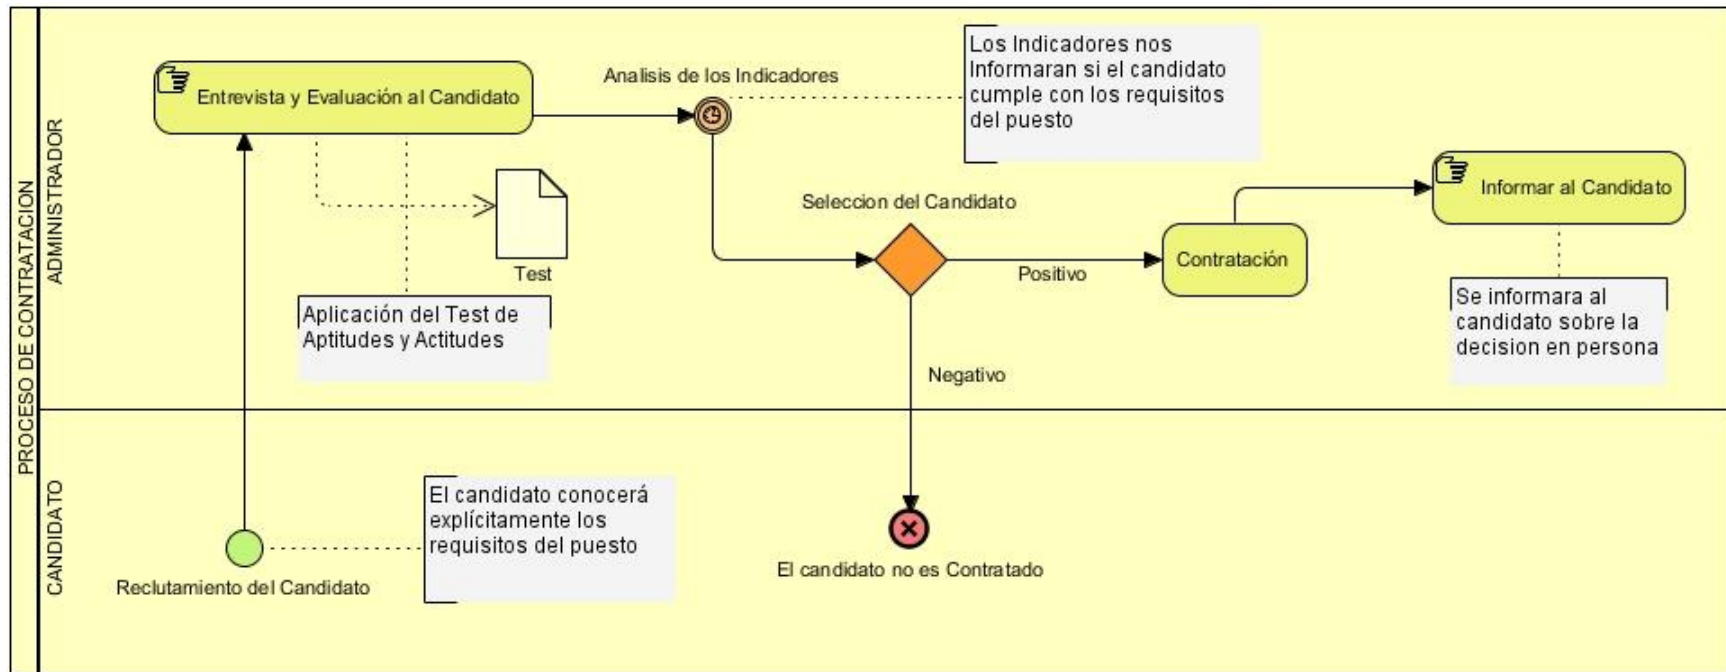 PROCESO DE CONTRATACION
ADMINISTRADOR
Entrevista y Evaluación al Candidato
Analisis de los Indicadores
Los Indicadores nos
Informaran si el candidato
cumple con los requisitos
del puesto
Test
Aplicación del Test de
Aptitudes y Actitudes
Seleccion del Candidato
Positivo
Negativo
Contratación
Informar al Candidato
Se informara al
candidato sobre la
decision en persona
CANDIDATO
Reclutamiento del Candidato
El candidato conocerá
explícitamente los
requisitos del puesto
El candidato no es Contratado